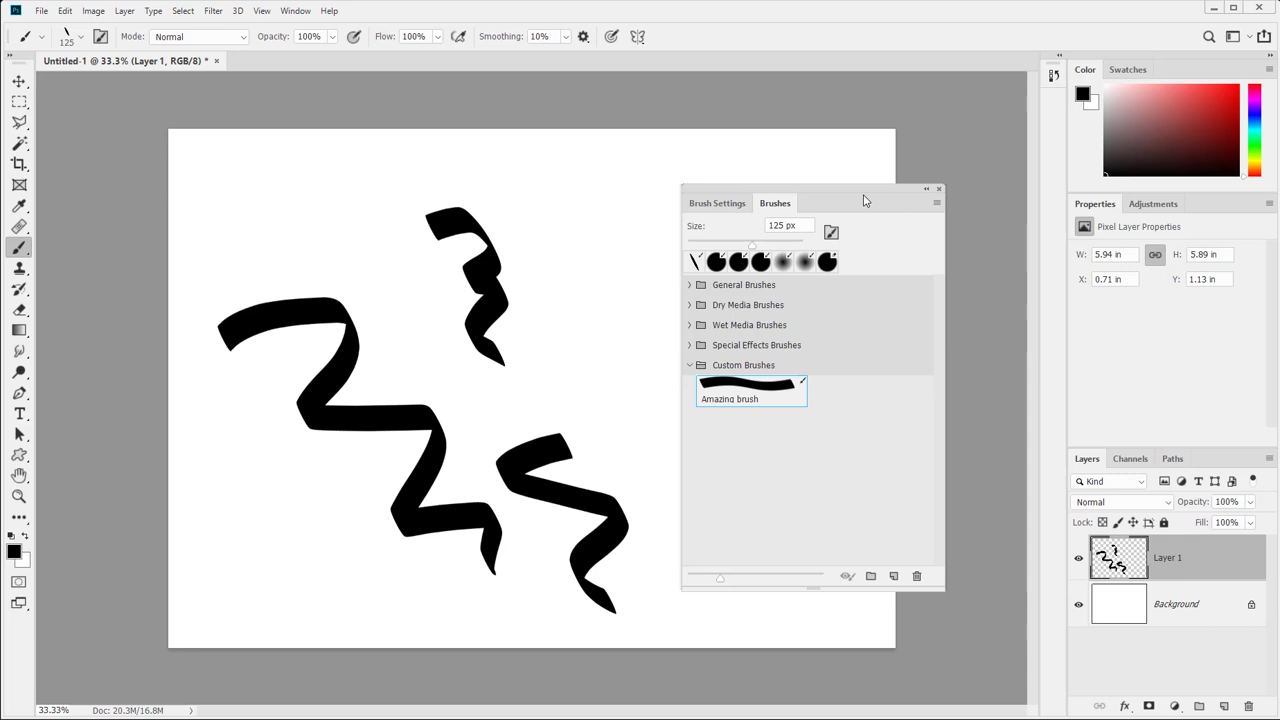 Ps File Edit Image Layer Type Select Filter 3D View Window Help
125 Mode: Normal Opacity: 100% Flow: 100% Smoothing: 10%
Untitled-1 @ 33.3% (Layer 1, RGB/8) * ×
Color Swatches
Brush Settings Brushes
Size: 125 px
General Brushes
Dry Media Brushes
Wet Media Brushes
Special Effects Brushes
Custom Brushes
Amazing brush
Properties Adjustments
Pixel Layer Properties
W: 5.94 in H: 5.89 in
X: 0.71 in Y: 1.13 in
Layers Channels Paths
Kind
Normal Opacity: 100%
Lock: Fill: 100%
Layer 1
Background
fx
33.33% Doc: 20.3M/16.8M